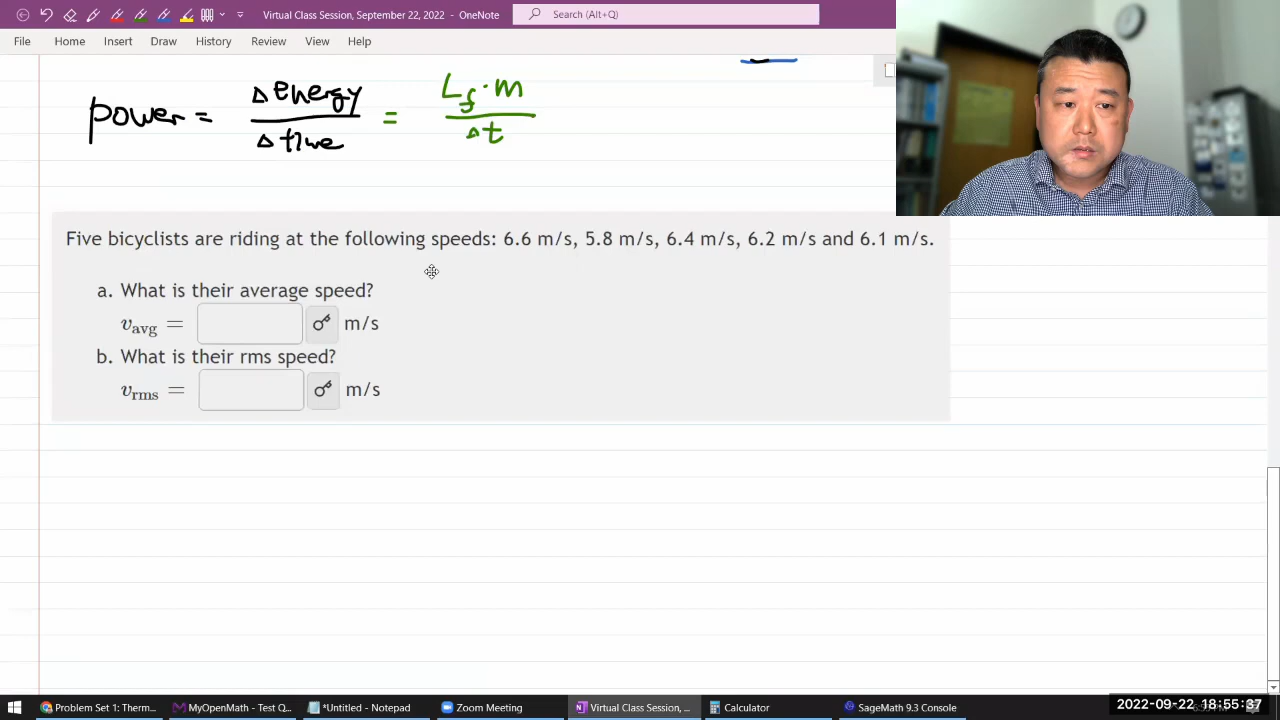 Virtual Class Session, September 22, 2022 - OneNote
Search (Alt+Q)
File Home Insert Draw History Review View Help
power = Δ energy / Δ time = Lf · m / Δt
Five bicyclists are riding at the following speeds: 6.6 m/s, 5.8 m/s, 6.4 m/s, 6.2 m/s and 6.1 m/s.
a. What is their average speed?
vavg = m/s
b. What is their rms speed?
vrms = m/s
Problem Set 1: Therm... MyOpenMath - Test Q... *Untitled - Notepad Zoom Meeting Virtual Class Session, ... Calculator SageMath 9.3 Console 2022-09-22 18:55:37